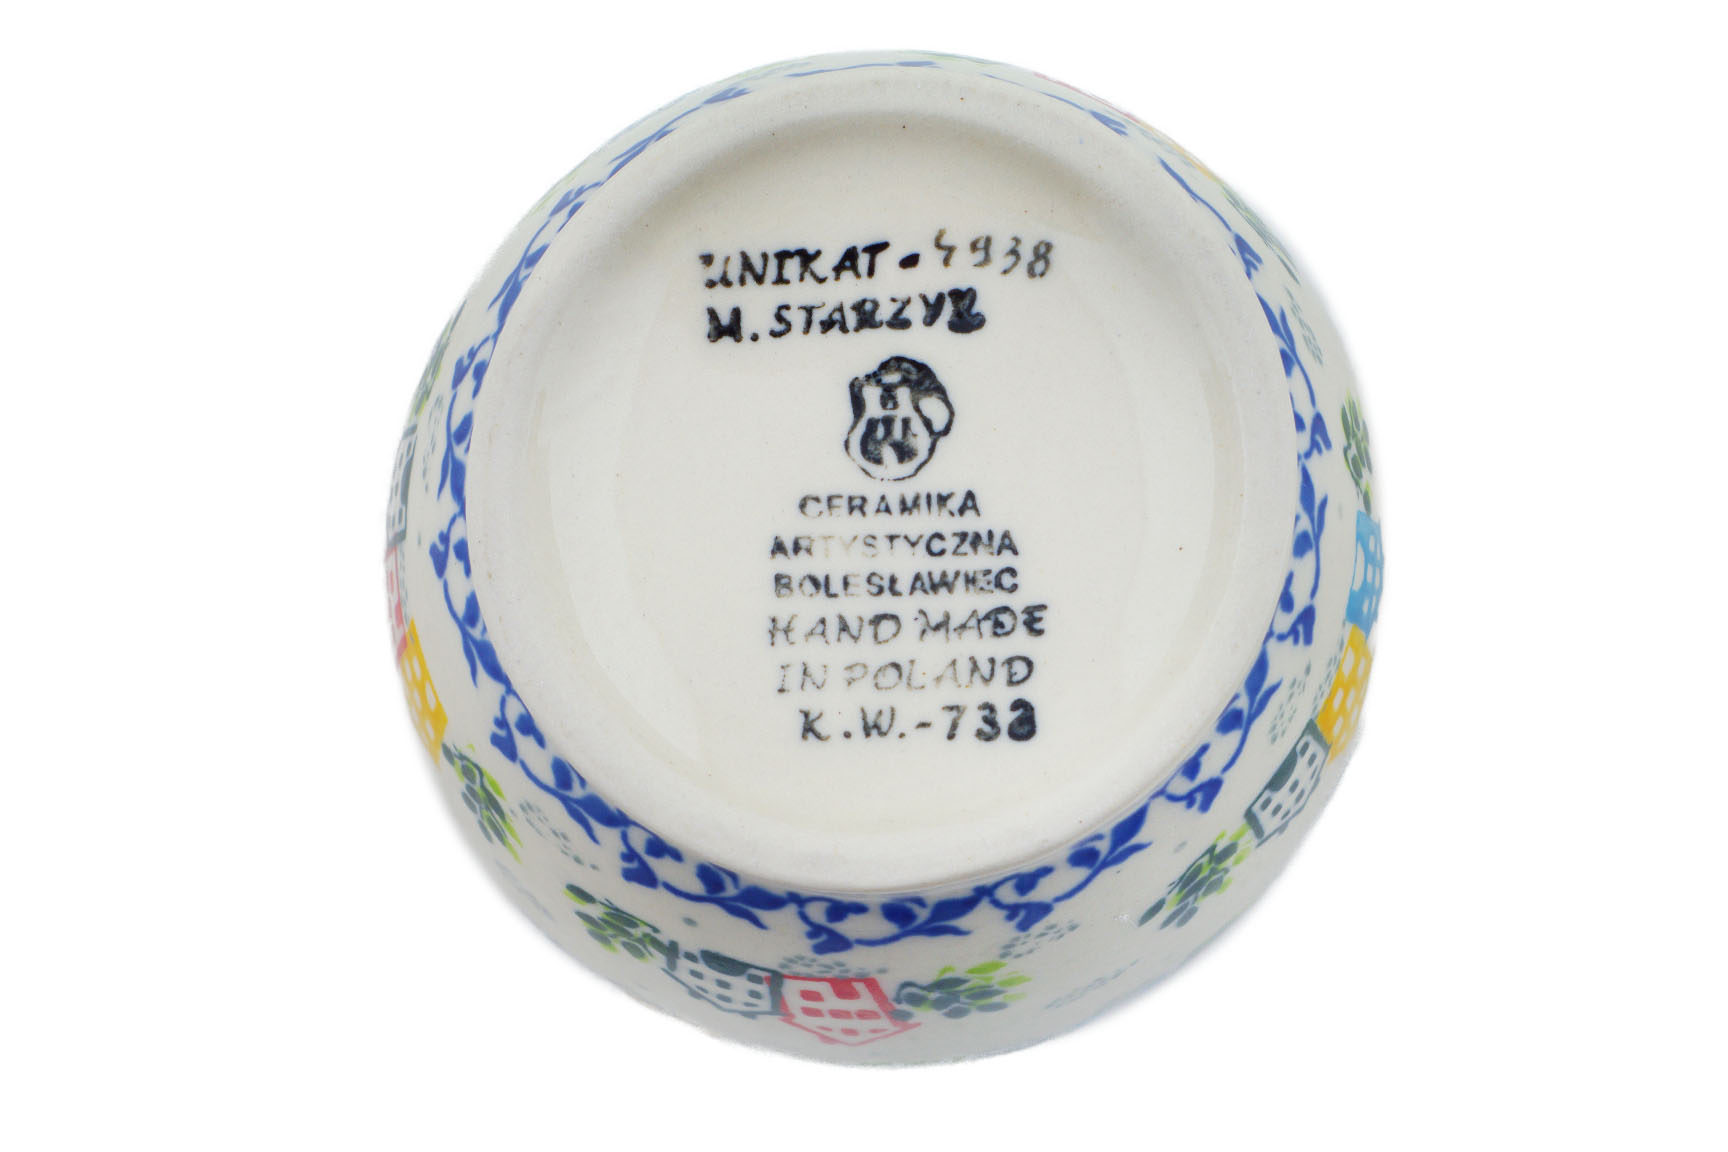 UNIKAT-4938
M. STARZYK
CERAMIKA
ARTYSTYCZNA
BOLESŁAWIEC
HAND MADE
IN POLAND
K.W.-738